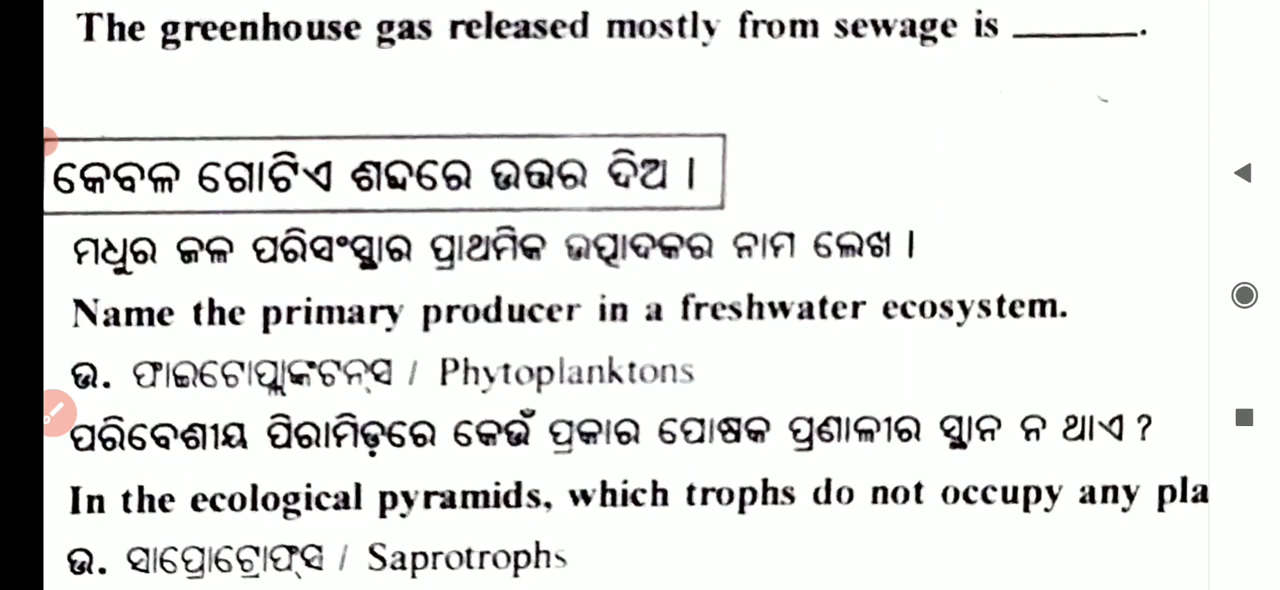 The greenhouse gas released mostly from sewage is ______.
କେବଳ ଗୋଟିଏ ଶବ୍ଦରେ ଉତ୍ତର ଦିଅ ।
ମଧୁର ଜଳ ପରିସଂସ୍ଥାର ପ୍ରାଥମିକ ଉତ୍ପାଦକର ନାମ ଲେଖ ।
Name the primary producer in a freshwater ecosystem.
ଉ. ଫାଇଟୋପ୍ଲାଙ୍କଟନ୍‌ସ / Phytoplanktons
ପରିବେଶୀୟ ପିରାମିଡ଼ରେ କେଉଁ ପ୍ରକାର ପୋଷକ ପ୍ରଣାଳୀର ସ୍ଥାନ ନ ଥାଏ ?
In the ecological pyramids, which trophs do not occupy any pla
ଉ. ସାପ୍ରୋଟ୍ରୋଫ୍‌ସ / Saprotrophs